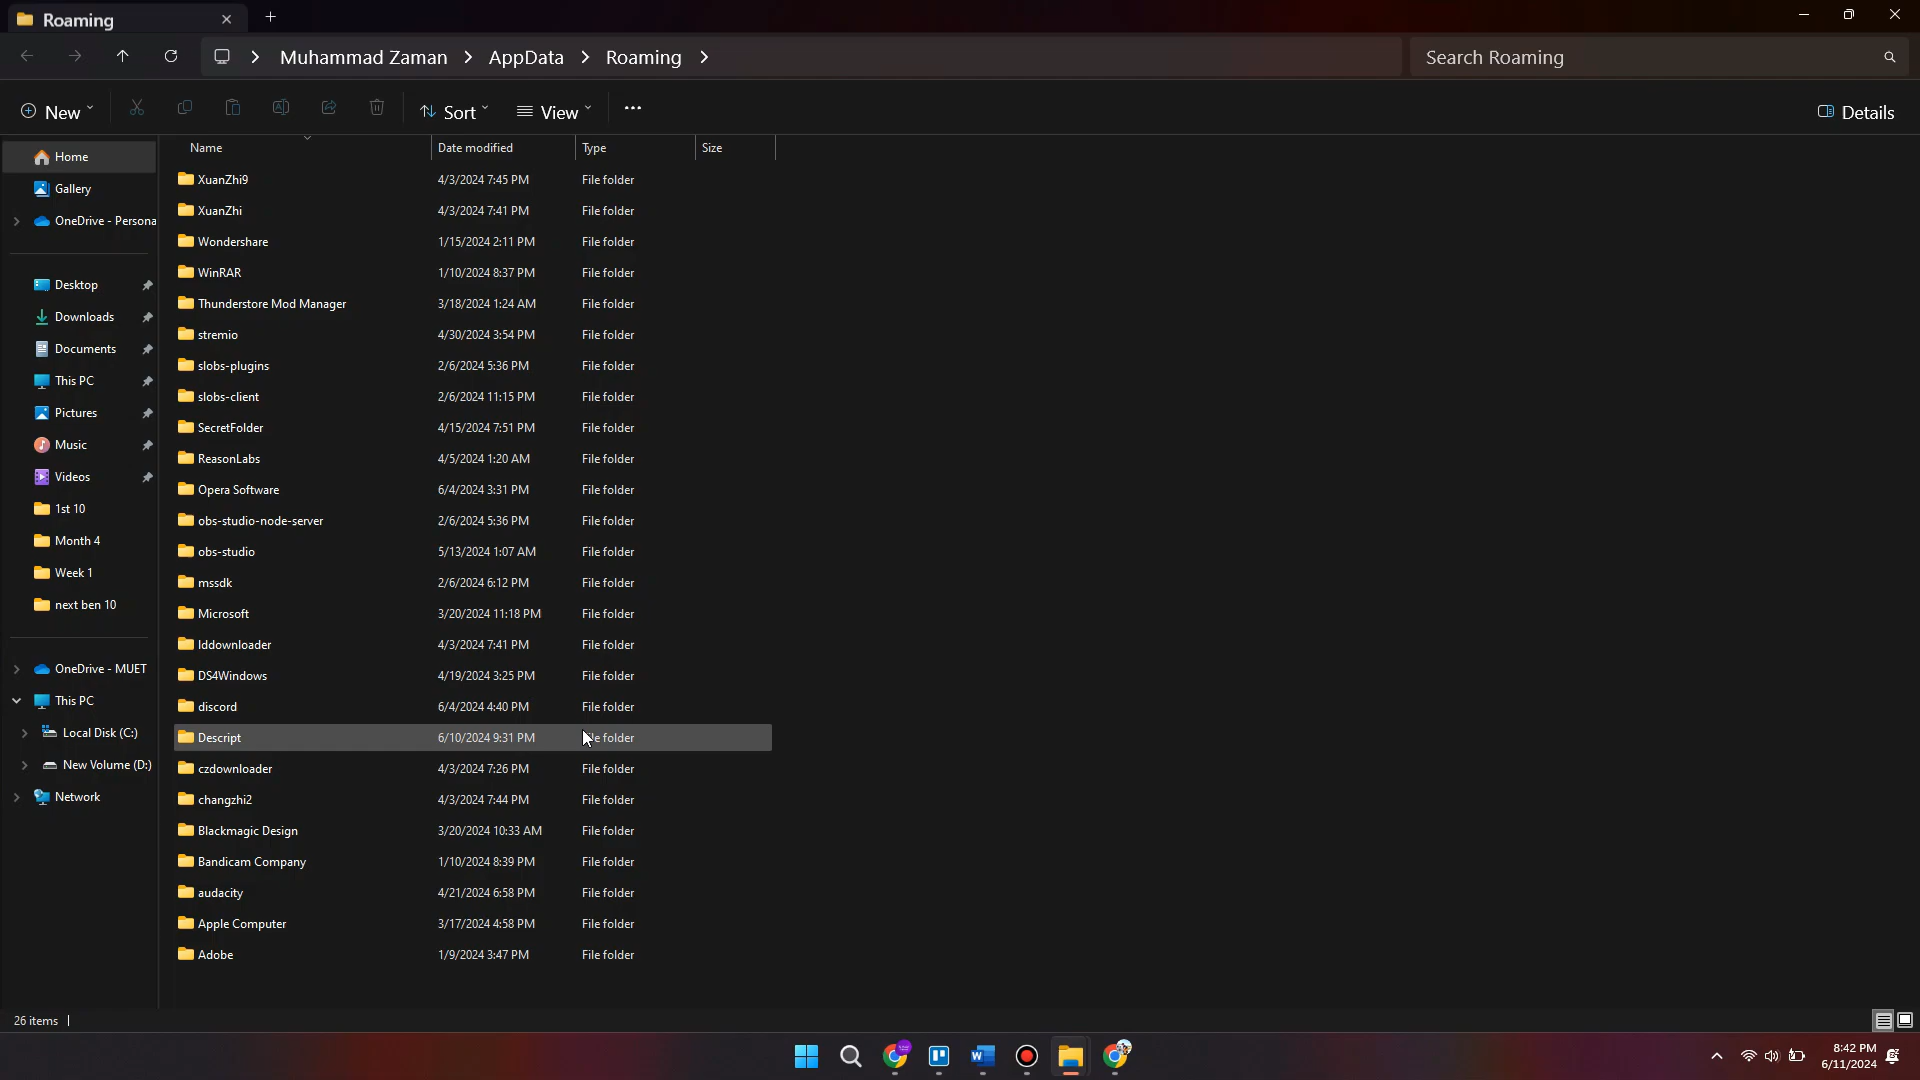 Roaming
Muhammad Zaman > AppData > Roaming >
Search Roaming
New
Sort
View
Details
Name Date modified Type Size
XuanZhi9 4/3/2024 7:45 PM File folder
XuanZhi 4/3/2024 7:41 PM File folder
Wondershare 1/15/2024 2:11 PM File folder
WinRAR 1/10/2024 8:37 PM File folder
Thunderstore Mod Manager 3/18/2024 1:24 AM File folder
stremio 4/30/2024 3:54 PM File folder
slobs-plugins 2/6/2024 5:36 PM File folder
slobs-client 2/6/2024 11:15 PM File folder
SecretFolder 4/15/2024 7:51 PM File folder
ReasonLabs 4/5/2024 1:20 AM File folder
Opera Software 6/4/2024 3:31 PM File folder
obs-studio-node-server 2/6/2024 5:36 PM File folder
obs-studio 5/13/2024 1:07 AM File folder
mssdk 2/6/2024 6:12 PM File folder
Microsoft 3/20/2024 11:18 PM File folder
lddownloader 4/3/2024 7:41 PM File folder
DS4Windows 4/19/2024 3:25 PM File folder
discord 6/4/2024 4:40 PM File folder
Descript 6/10/2024 9:31 PM folder
czdownloader 4/3/2024 7:26 PM File folder
changzhi2 4/3/2024 7:44 PM File folder
Blackmagic Design 3/20/2024 10:33 AM File folder
Bandicam Company 1/10/2024 8:39 PM File folder
audacity 4/21/2024 6:58 PM File folder
Apple Computer 3/17/2024 4:58 PM File folder
Adobe 1/9/2024 3:47 PM File folder
Home
Gallery
OneDrive - Persona
Desktop
Downloads
Documents
This PC
Pictures
Music
Videos
1st 10
Month 4
Week 1
next ben 10
OneDrive - MUET
This PC
Local Disk (C:)
New Volume (D:)
Network
26 items
8:42 PM
6/11/2024